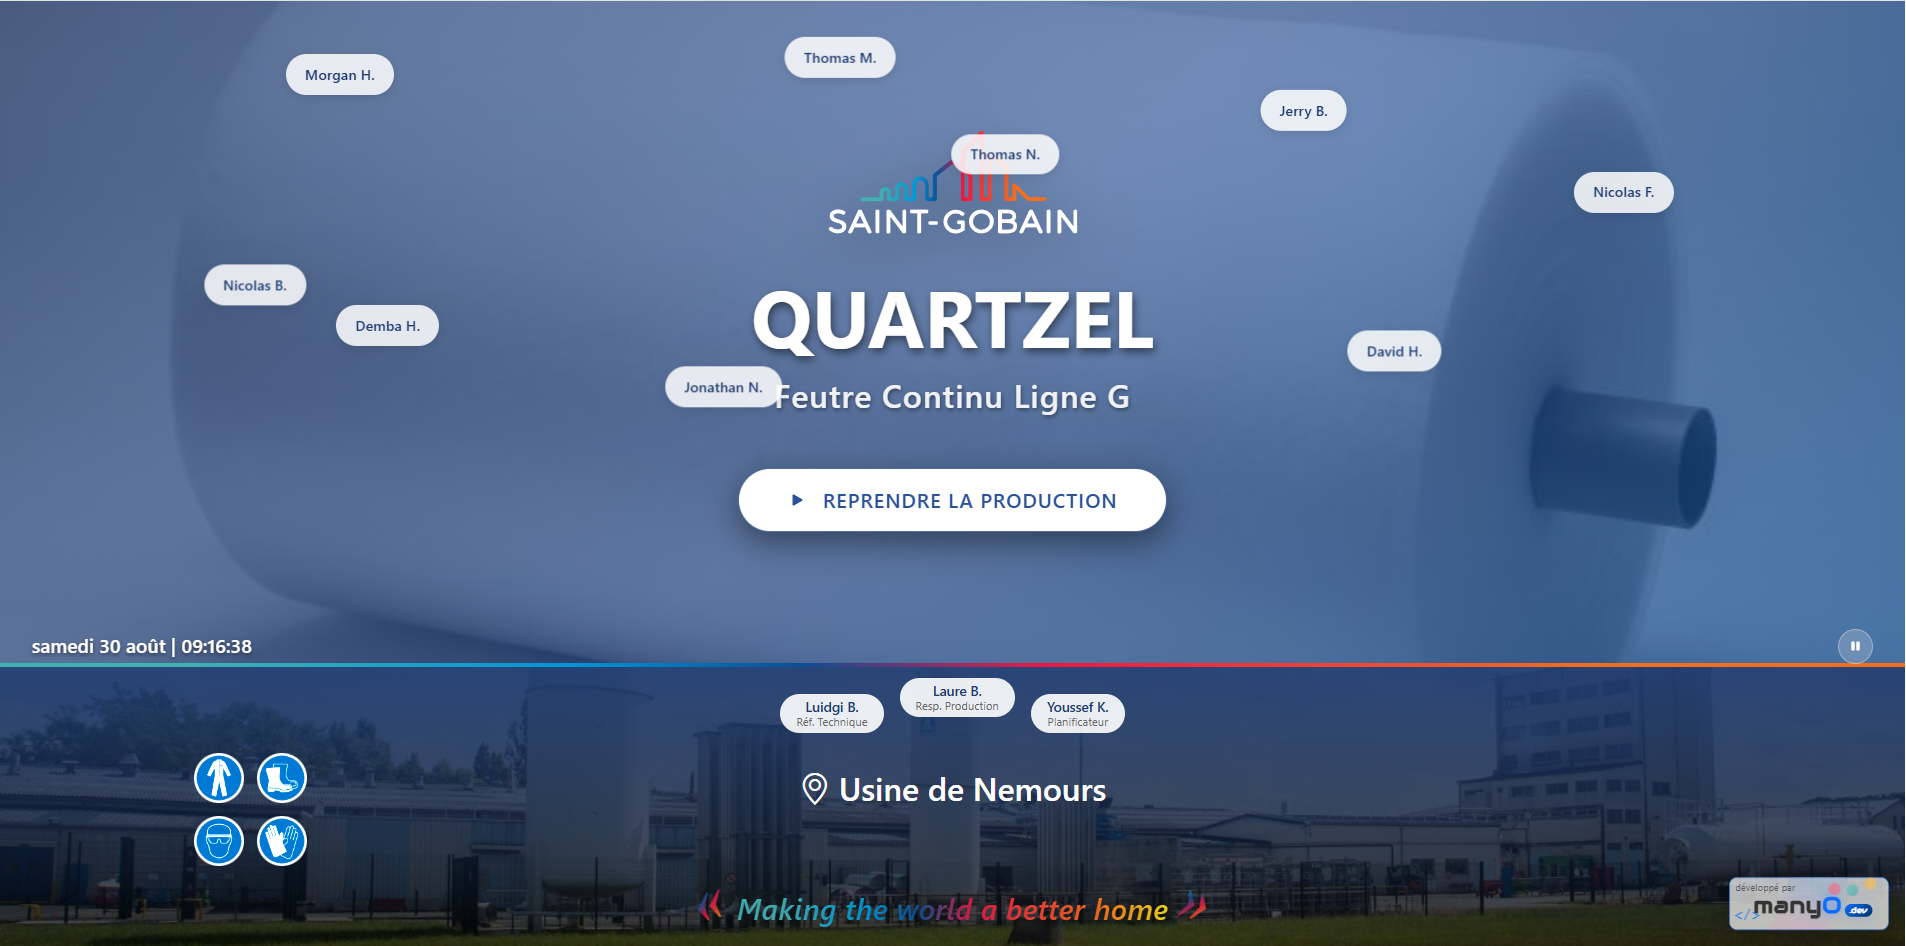 Morgan H.
Thomas M.
Jerry B.
Thomas N.
Nicolas F.
SAINT-GOBAIN
Nicolas B.
Demba H.
QUARTZEL
David H.
Jonathan N.
Feutre Continu Ligne G
REPRENDRE LA PRODUCTION
samedi 30 août | 09:16:38
Luidgi B.
Réf. Technique
Laure B.
Resp. Production
Youssef K.
Planificateur
Usine de Nemours
Making the world a better home
développé par
</> manyO .dev